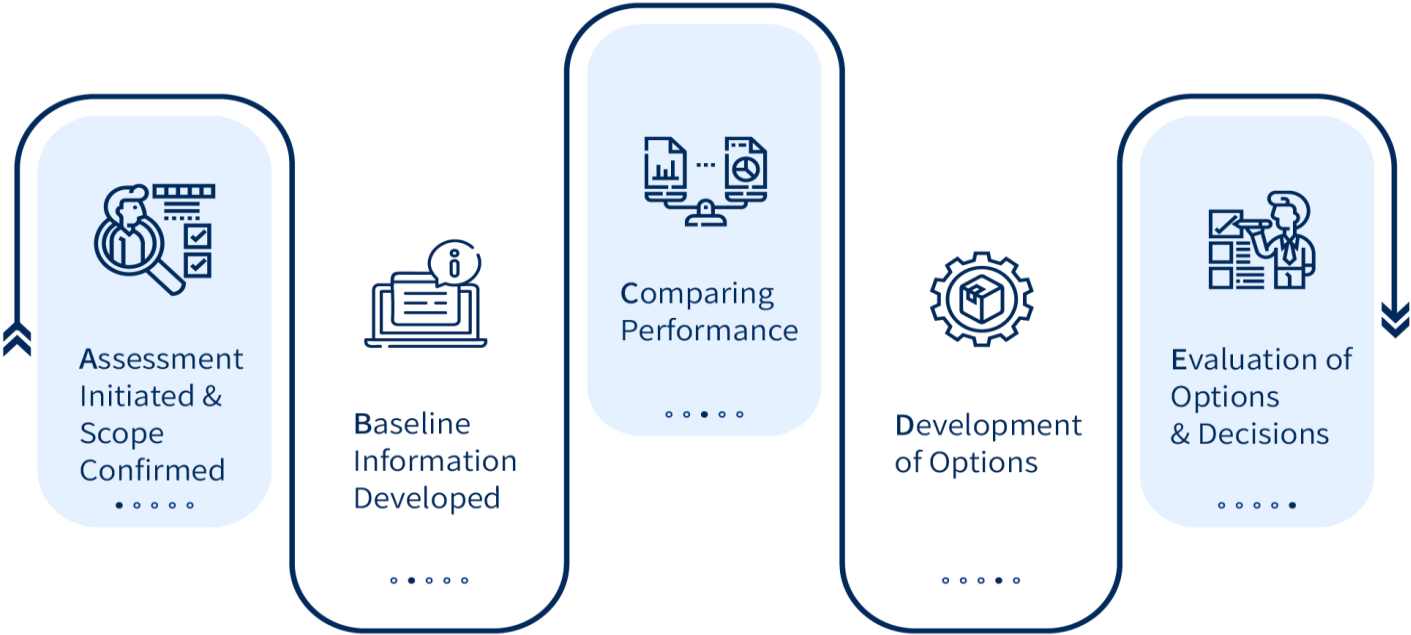 Assessment
Initiated &
Scope
Confirmed
Baseline
Information
Developed
Comparing
Performance
Development
of Options
Evaluation of
Options
& Decisions